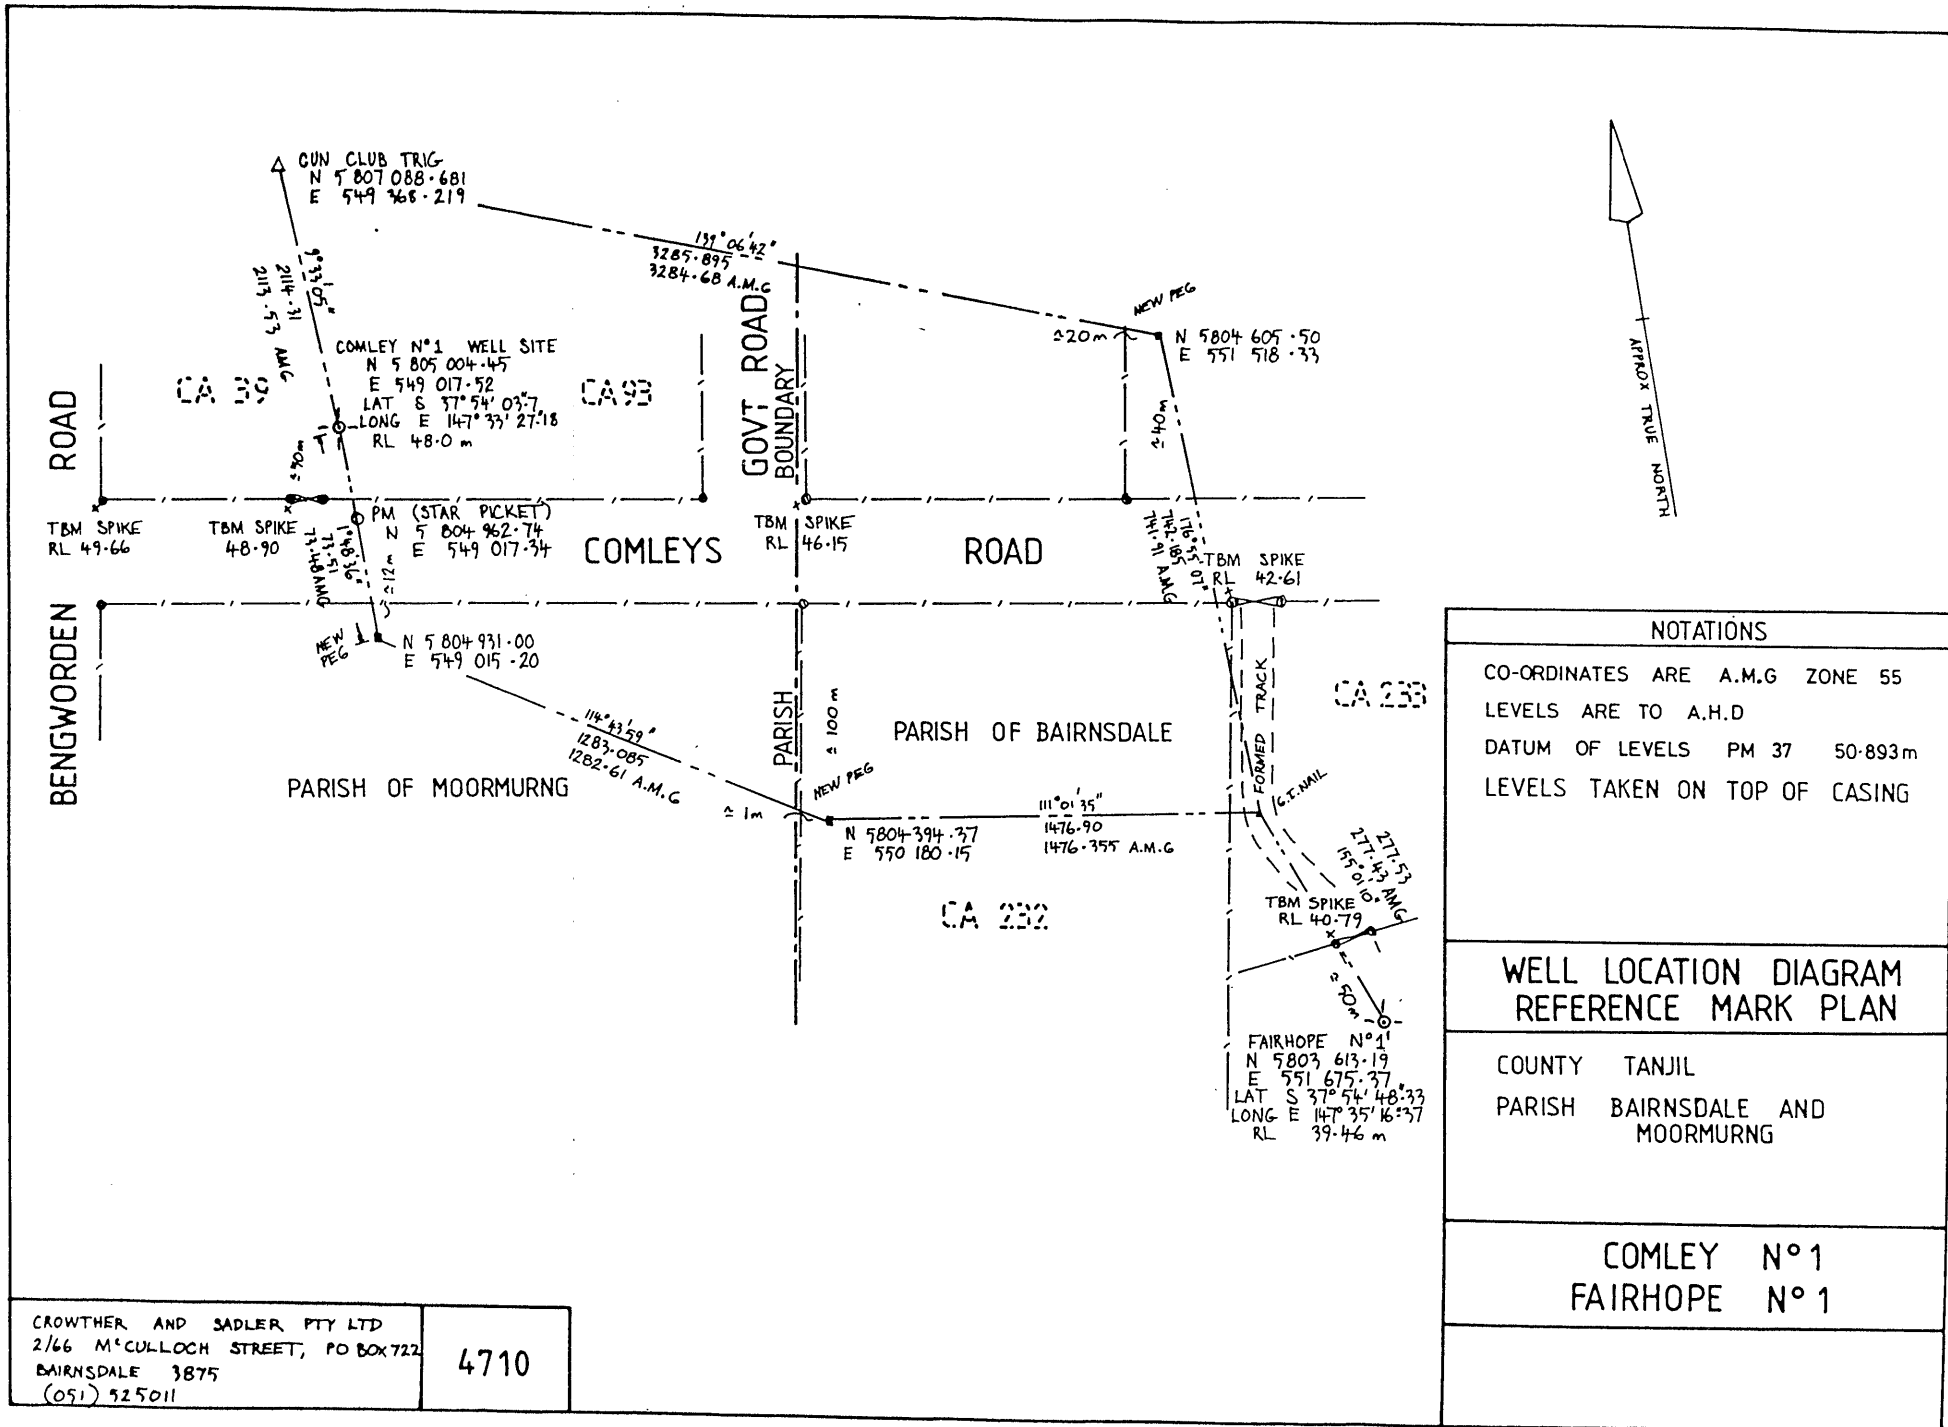 GUN CLUB TRIG
N 5 807 088·681
E 549 368·219
139° 06' 42"
3285·895
3284·68 A.M.G
9° 33' 05"
2114·31
2113·53 AMG
NEW PEG
≃20m
N 5804 605·50
E 551 518·33
COMLEY Nº1 WELL SITE
N 5 805 004·45
E 549 017·52
LAT S 37° 54' 03"·7
LONG E 147° 33' 27"·18
RL 48·0 m
CA 39
CA 93
GOVT ROAD
BOUNDARY
≃40m
APPROX TRUE NORTH
ROAD
TBM SPIKE
RL 49·66
TBM SPIKE
48·90
PM (STAR PICKET)
N 5 804 962·74
E 549 017·34
1° 48' 36"
73·51
73·48 AMG
≃12m
COMLEYS ROAD
TBM SPIKE
RL 46·15
176° 55' 07"
742·185
741·91 A.M.G
TBM SPIKE
RL 42·61
BENGWORDEN
NEW
PEG
N 5 804 931·00
E 549 015·20
114° 43' 59"
1283·085
1282·61 A.M.G
PARISH
≃ 100m
PARISH OF BAIRNSDALE
FORMED TRACK
CA 233
PARISH OF MOORMURNG
≃ 1m
NEW PEG
N 5804 394·37
E 550 180·15
111° 01' 35"
1476·90
1476·355 A.M.G
G.I. NAIL
277·53
277·43 AMG
155° 01' 10"
CA 232
TBM SPIKE
RL 40·79
≃ 50m
FAIRHOPE Nº1
N 5803 613·19
E 551 675·37
LAT S 37° 54' 48"·33
LONG E 147° 35' 16"·37
RL 39·46 m
NOTATIONS
CO-ORDINATES ARE A.M.G ZONE 55
LEVELS ARE TO A.H.D
DATUM OF LEVELS PM 37 50·893m
LEVELS TAKEN ON TOP OF CASING
WELL LOCATION DIAGRAM
REFERENCE MARK PLAN
COUNTY TANJIL
PARISH BAIRNSDALE AND
MOORMURNG
COMLEY Nº 1
FAIRHOPE Nº 1
CROWTHER AND SADLER PTY LTD
2/66 McCULLOCH STREET, PO BOX 722
BAIRNSDALE 3875
(051) 525011
4710